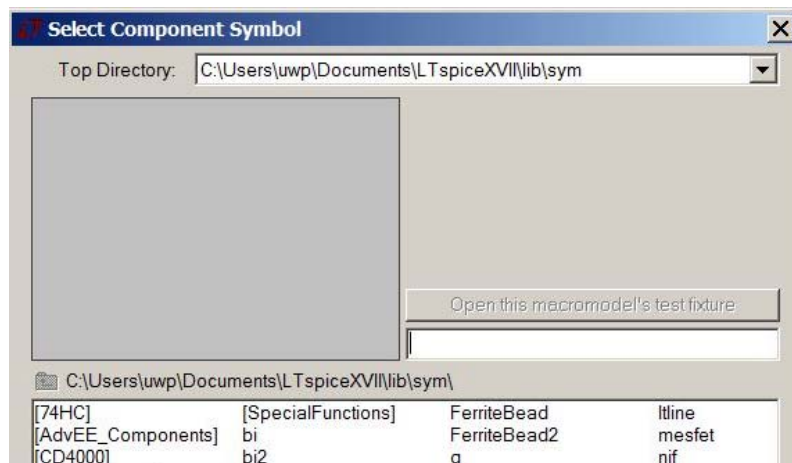 Select Component Symbol
Top Directory: C:\Users\uwp\Documents\LTspiceXVII\lib\sym
Open this macromodel's test fixture
C:\Users\uwp\Documents\LTspiceXVII\lib\sym\
[74HC] [SpecialFunctions] FerriteBead ltline
[AdvEE_Components] bi FerriteBead2 mesfet
[CD4000] bi2 g njf